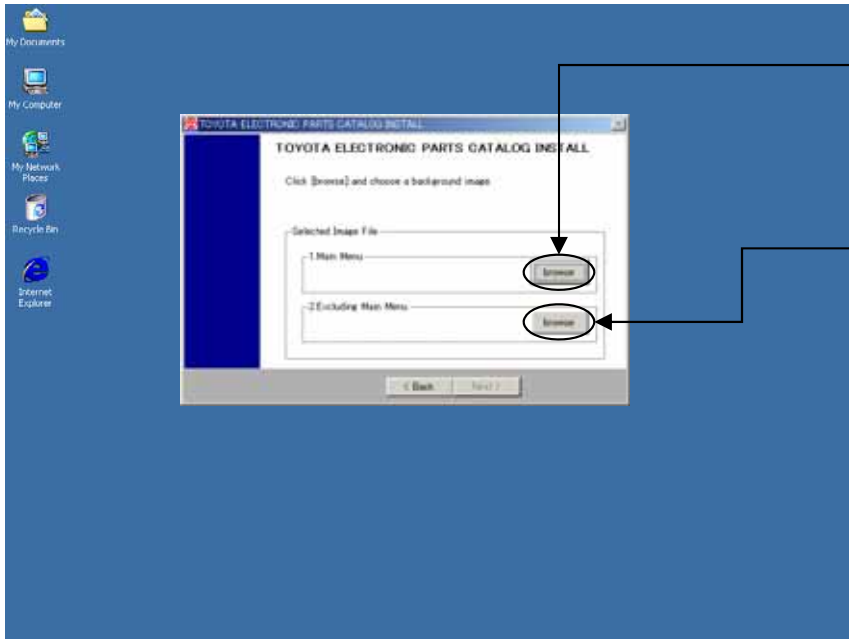 My Documents
My Computer
My Network
Places
Recycle Bin
Internet
Explorer
TOYOTA ELECTRONIC PARTS CATALOG INSTALL
TOYOTA ELECTRONIC PARTS CATALOG INSTALL
Click [browse] and choose a background image
Selected Image File
1.Main Menu
browse
2.Excluding Main Menu
browse
< Back
Next >